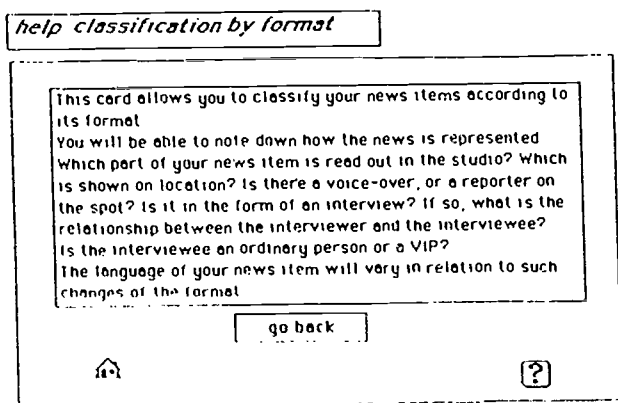 help classification by format
This card allows you to classify your news items according to
its format
You will be able to note down how the news is represented
Which part of your news item is read out in the studio? Which
is shown on location? Is there a voice-over, or a reporter on
the spot? Is it in the form of an interview? If so, what is the
relationship between the interviewer and the interviewee?
Is the interviewee an ordinary person or a VIP?
The language of your news item will vary in relation to such
changes of the format
go back
?